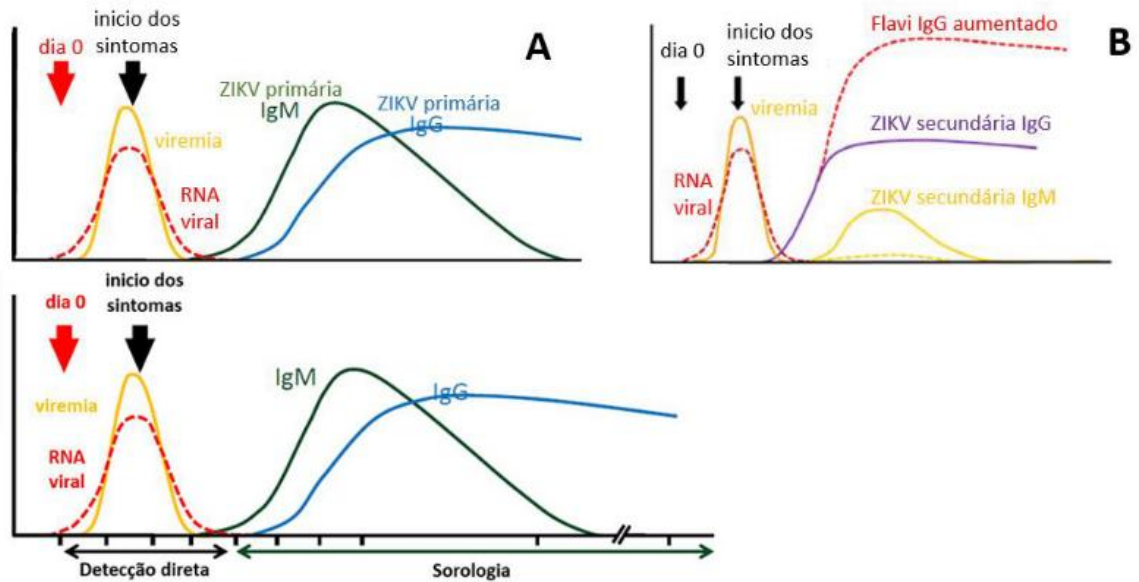 inicio dos
sintomas
dia 0
A
ZIKV primária
IgM
ZIKV primária
IgG
viremia
RNA
viral
inicio dos
sintomas
dia 0
Flavi IgG aumentado
B
viremia
ZIKV secundária IgG
RNA
viral
ZIKV secundária IgM
inicio dos
sintomas
dia 0
IgM
IgG
viremia
RNA
viral
Detecção direta
Sorologia